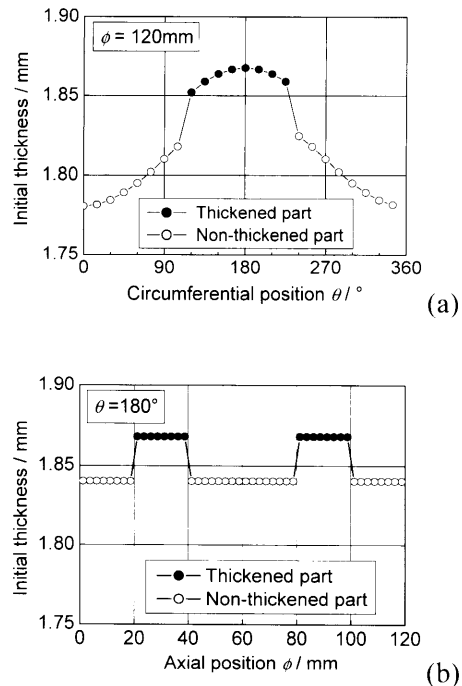 1.90
ϕ = 120mm
1.85
1.80
1.75
Initial thickness / mm
Thickened part
Non-thickened part
0 90 180 270 360
Circumferential position θ / °
(a)
1.90
θ =180°
1.85
1.80
1.75
Initial thickness / mm
Thickened part
Non-thickened part
0 20 40 60 80 100 120
Axial position ϕ / mm
(b)